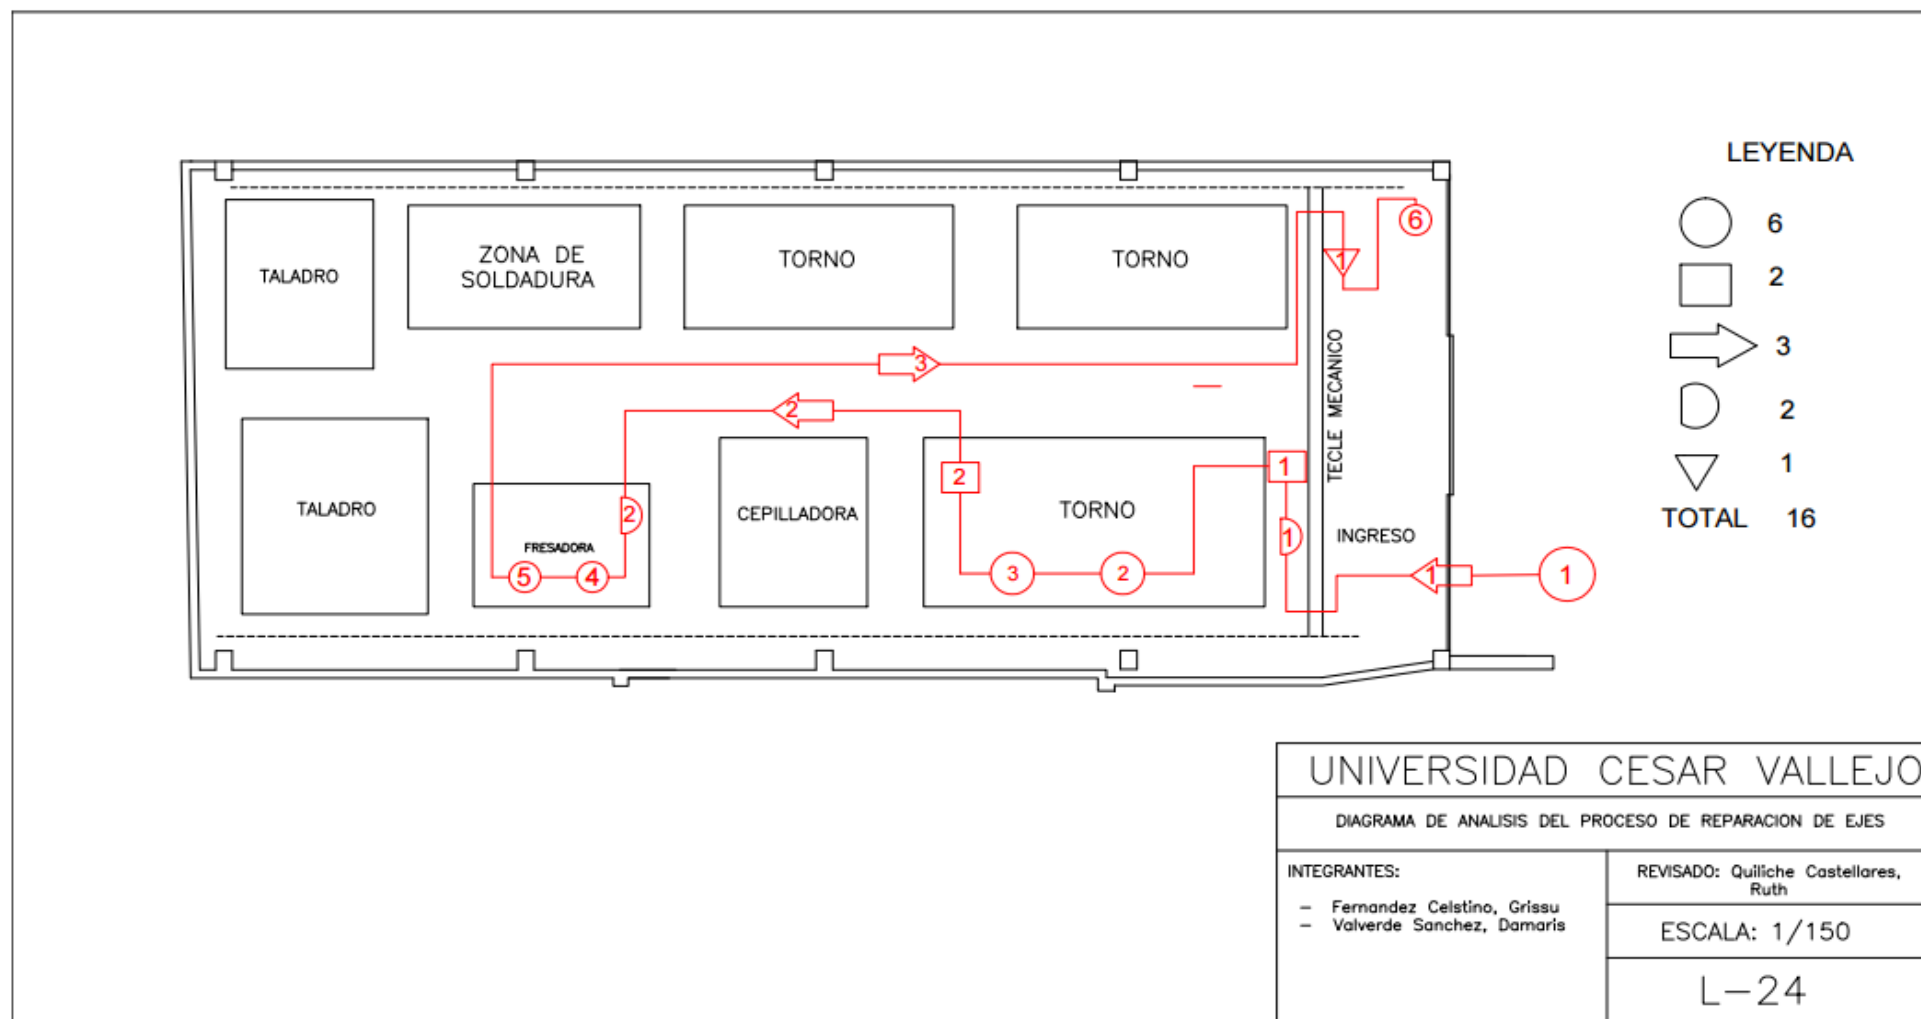 LEYENDA
6
2
3
2
1
TOTAL 16
TALADRO
ZONA DE
SOLDADURA
TORNO
TORNO
1
6
TECLE MECANICO
3
2
2
1
TALADRO
FRESADORA
2
5
4
CEPILLADORA
TORNO
3
2
1
INGRESO
1
1
UNIVERSIDAD CESAR VALLEJO
DIAGRAMA DE ANALISIS DEL PROCESO DE REPARACION DE EJES
INTEGRANTES:
– Fernandez Celstino, Grissu
– Valverde Sanchez, Damaris
REVISADO: Quiliche Castellares,
Ruth
ESCALA: 1/150
L-24